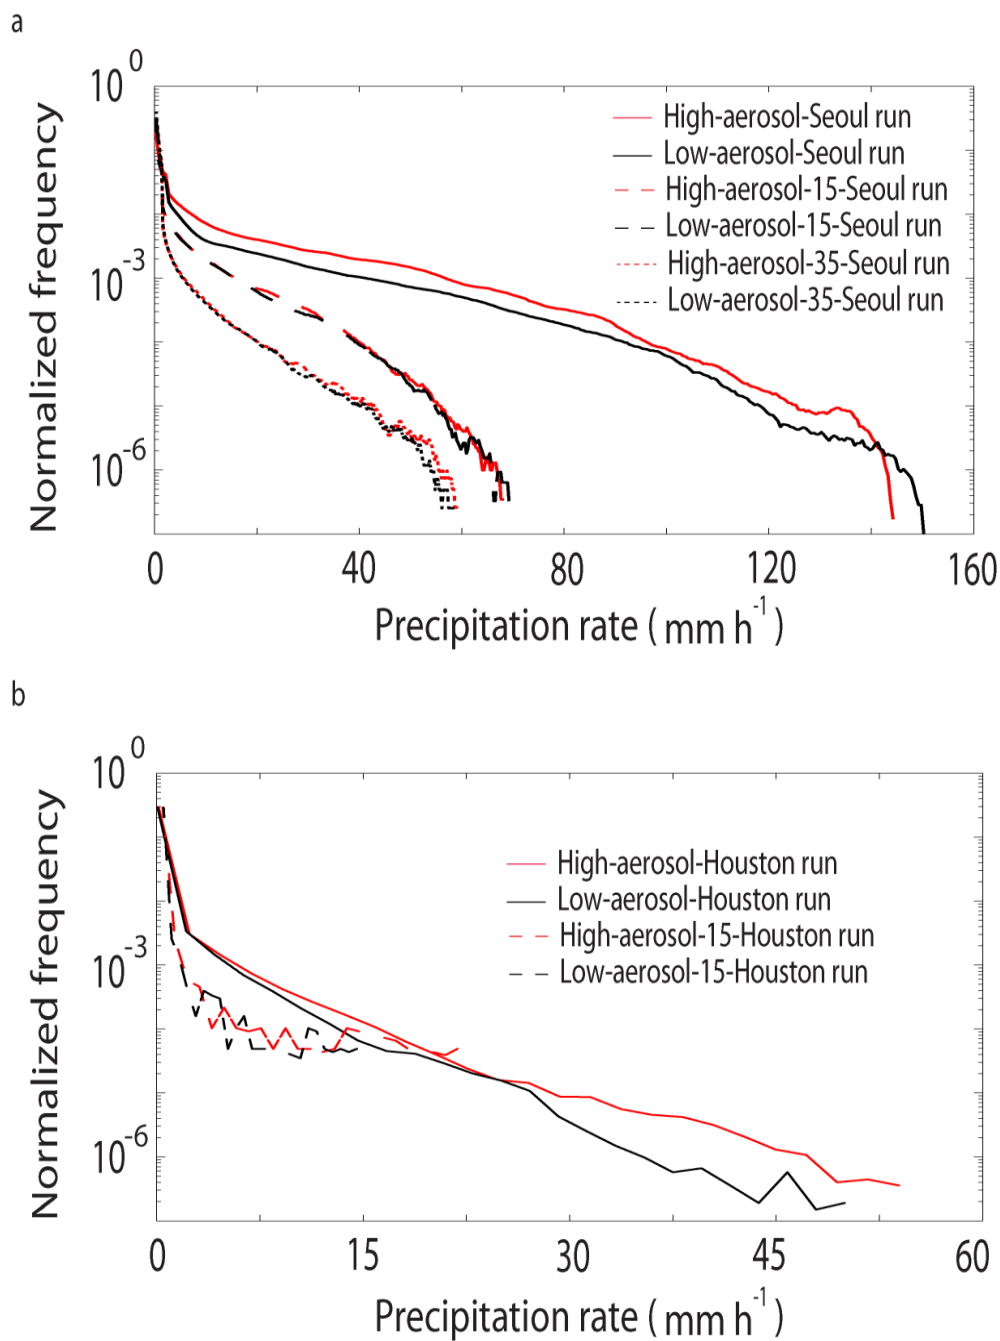 a
10^0
High-aerosol-Seoul run
Low-aerosol-Seoul run
High-aerosol-15-Seoul run
Low-aerosol-15-Seoul run
High-aerosol-35-Seoul run
Low-aerosol-35-Seoul run
10^-3
10^-6
Normalized frequency
0 40 80 120 160
Precipitation rate ( mm h^-1 )
b
10^0
High-aerosol-Houston run
Low-aerosol-Houston run
High-aerosol-15-Houston run
Low-aerosol-15-Houston run
10^-3
10^-6
Normalized frequency
0 15 30 45 60
Precipitation rate ( mm h^-1 )